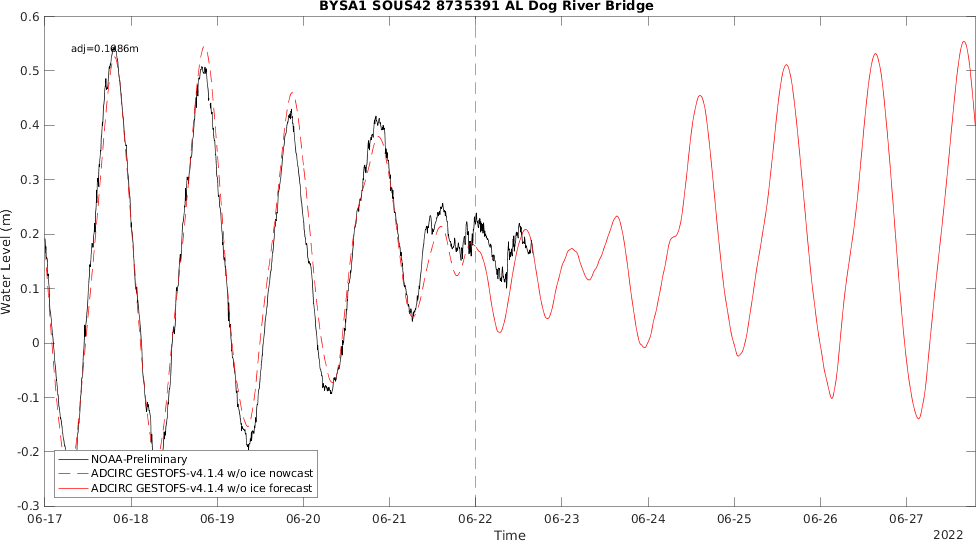 BYSA1 SOUS42 8735391 AL Dog River Bridge
0.6
adj=0.1686m
0.5
0.4
0.3
0.2
0.1
0
-0.1
-0.2
-0.3
Water Level (m)
NOAA-Preliminary
ADCIRC GESTOFS-v4.1.4 w/o ice nowcast
ADCIRC GESTOFS-v4.1.4 w/o ice forecast
06-17 06-18 06-19 06-20 06-21 06-22 06-23 06-24 06-25 06-26 06-27
Time
2022